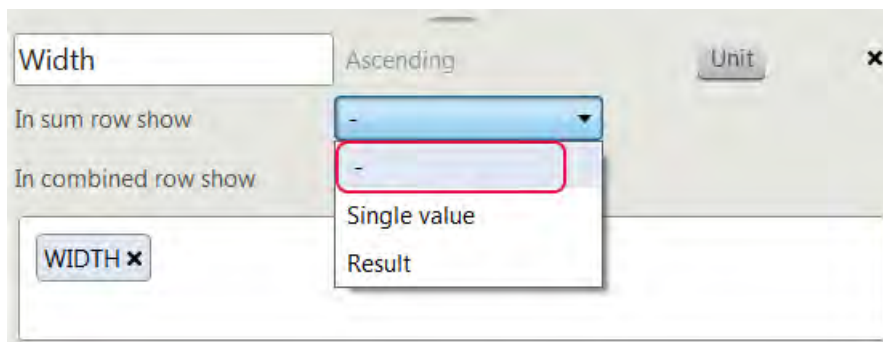 Width Ascending Unit ×
In sum row show -
In combined row show -
Single value
WIDTH × Result